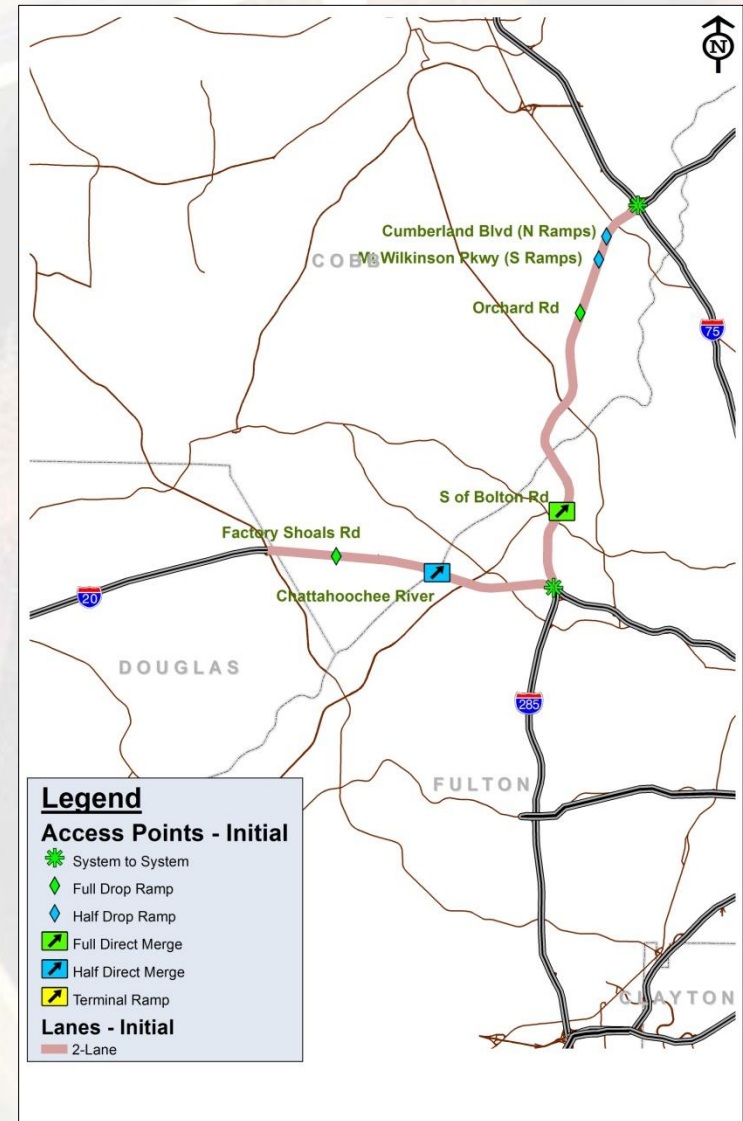 N
Cumberland Blvd (N Ramps)
COBB
Wilkinson Pkwy (S Ramps)
Orchard Rd
75
S of Bolton Rd
Factory Shoals Rd
Chattahoochee River
20
DOUGLAS
285
FULTON
CLAYTON
Legend
Access Points - Initial
System to System
Full Drop Ramp
Half Drop Ramp
Full Direct Merge
Half Direct Merge
Terminal Ramp
Lanes - Initial
2-Lane